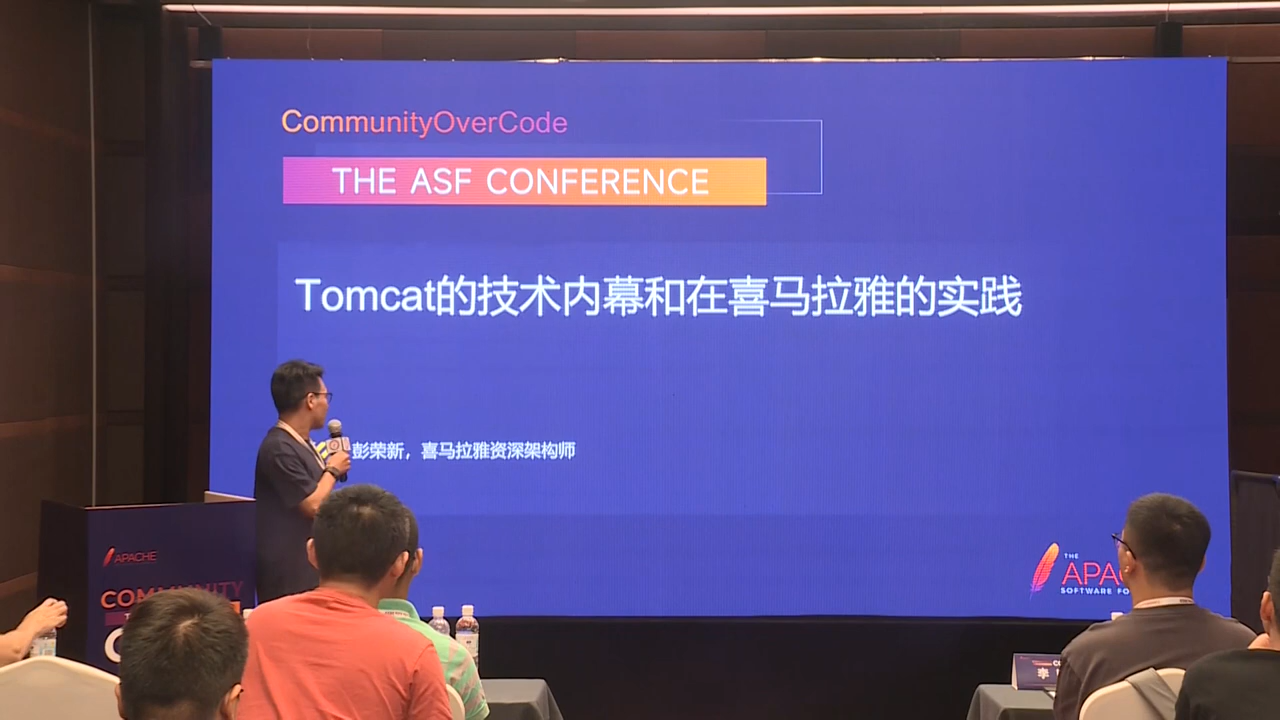 CommunityOverCode
THE ASF CONFERENCE
Tomcat的技术内幕和在喜马拉雅的实践
彭荣新，喜马拉雅资深架构师
APACHE
COMMUNITY
THE
SOFTWARE